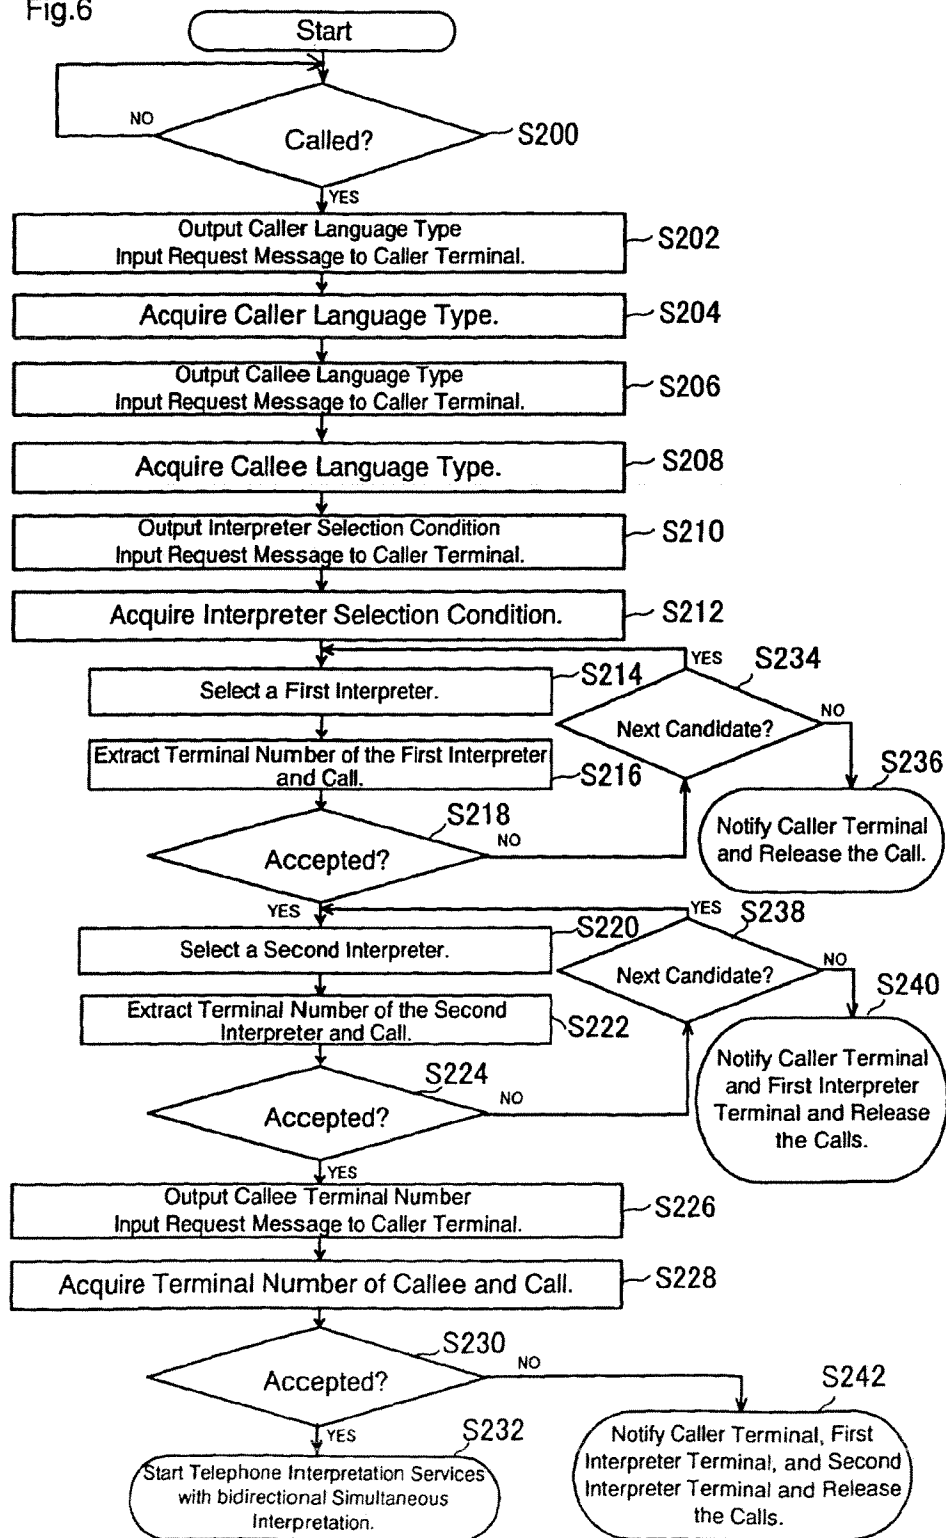 Fig.6
Start
NO
Called?
S200
YES
Output Caller Language Type
Input Request Message to Caller Terminal.
S202
Acquire Caller Language Type.
S204
Output Callee Language Type
Input Request Message to Caller Terminal.
S206
Acquire Callee Language Type.
S208
Output Interpreter Selection Condition
Input Request Message to Caller Terminal.
S210
Acquire Interpreter Selection Condition.
S212
YES
S234
Select a First Interpreter.
S214
Next Candidate?
NO
Extract Terminal Number of the First Interpreter
and Call.
S216
S236
Notify Caller Terminal
and Release the Call.
S218
Accepted?
NO
YES
YES
S238
Select a Second Interpreter.
S220
Next Candidate?
NO
Extract Terminal Number of the Second
Interpreter and Call.
S222
S240
Notify Caller Terminal
and First Interpreter
Terminal and Release
the Calls.
S224
Accepted?
NO
YES
Output Callee Terminal Number
Input Request Message to Caller Terminal.
S226
Acquire Terminal Number of Callee and Call.
S228
S230
Accepted?
NO
YES
S232
Start Telephone Interpretation Services
with bidirectional Simultaneous
Interpretation.
S242
Notify Caller Terminal, First
Interpreter Terminal, and Second
Interpreter Terminal and Release
the Calls.